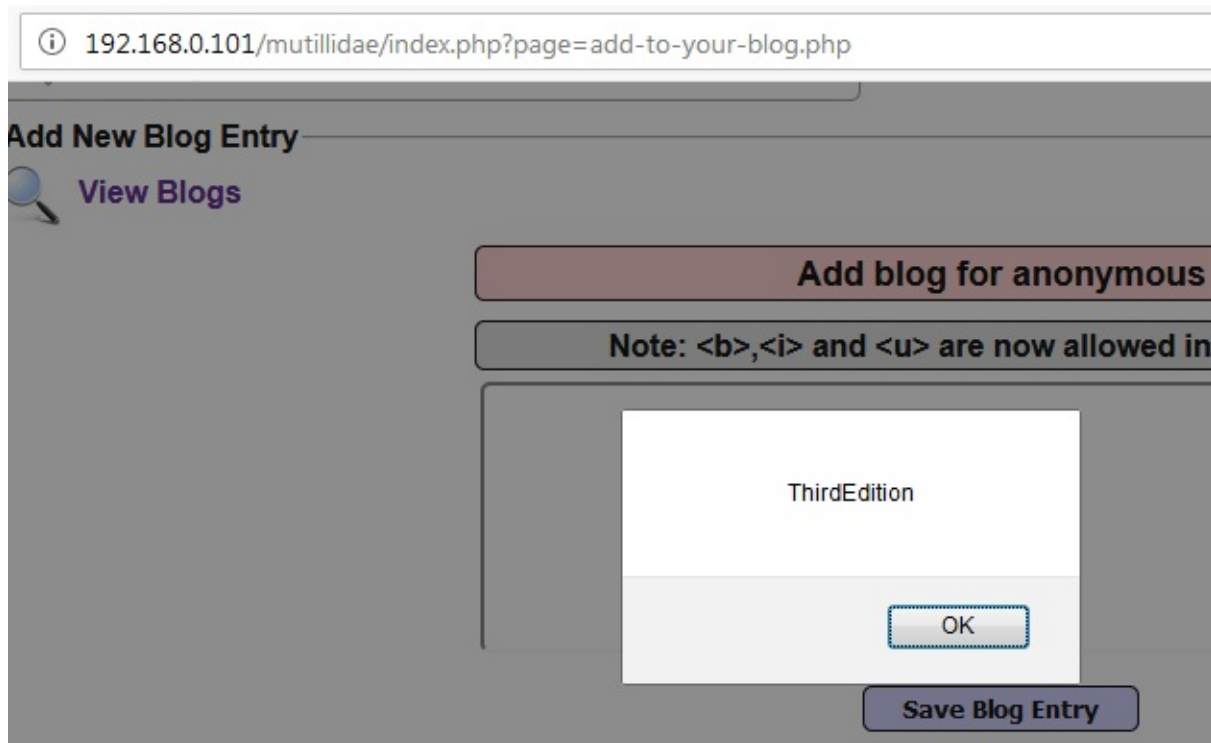 192.168.0.101/mutillidae/index.php?page=add-to-your-blog.php
Add New Blog Entry
View Blogs
Add blog for anonymous
Note: <b>,<i> and <u> are now allowed in
ThirdEdition
OK
Save Blog Entry